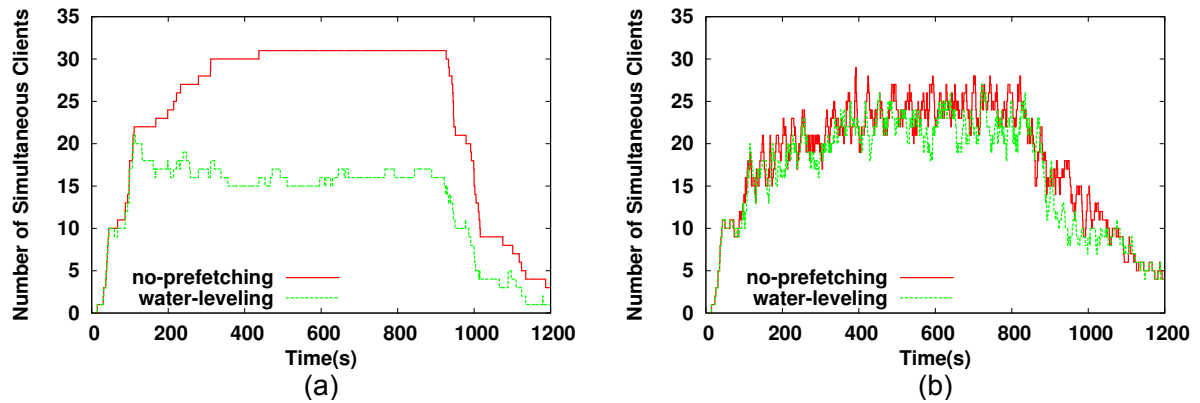 Number of Simultaneous Clients
35
30
25
20
15
10
5
0
no-prefetching
water-leveling
0 200 400 600 800 1000 1200
Time(s)
(a)
Number of Simultaneous Clients
35
30
25
20
15
10
5
0
no-prefetching
water-leveling
0 200 400 600 800 1000 1200
Time(s)
(b)